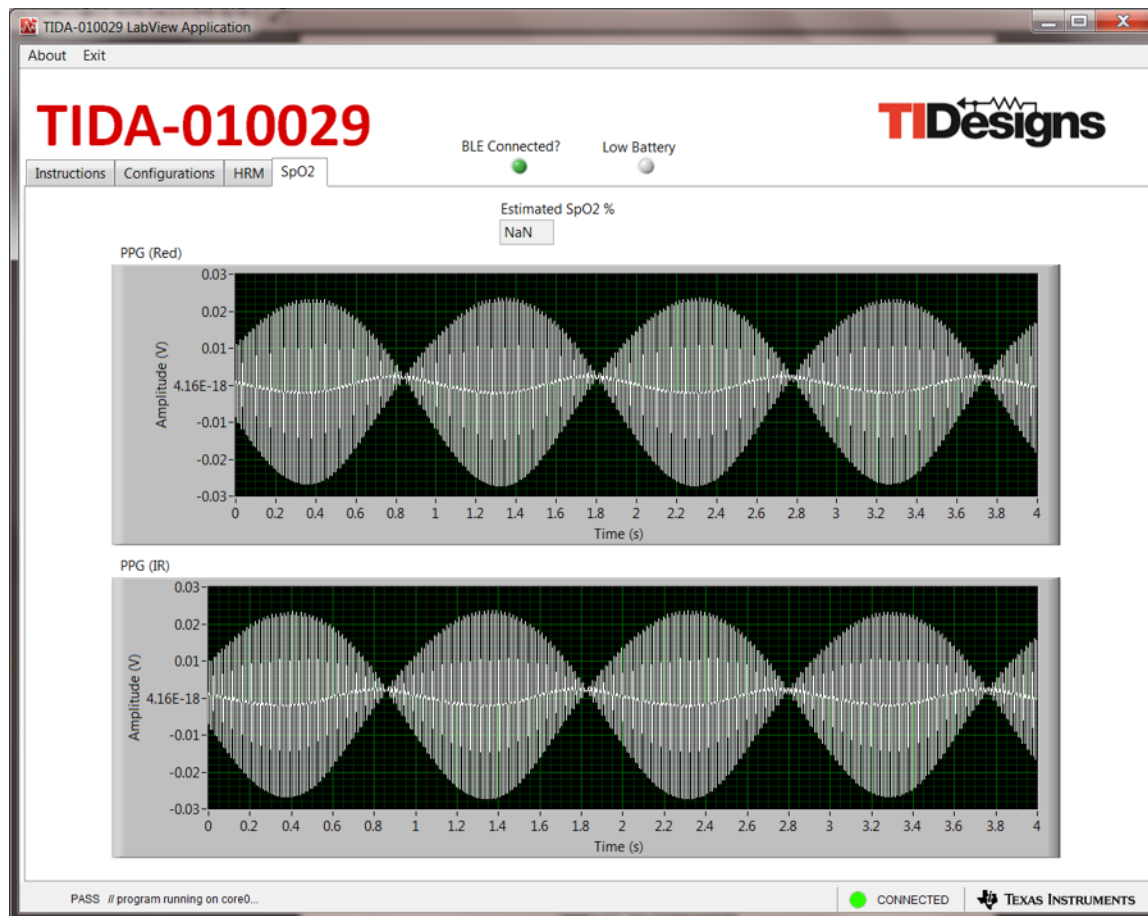 TIDA-010029 LabView Application
About Exit
TIDA-010029
TIDesigns
BLE Connected? Low Battery
Instructions Configurations HRM SpO2
Estimated SpO2 %
NaN
PPG (Red)
Amplitude (V)
0.03
0.02
0.01
4.16E-18
-0.01
-0.02
-0.03
0 0.2 0.4 0.6 0.8 1 1.2 1.4 1.6 1.8 2 2.2 2.4 2.6 2.8 3 3.2 3.4 3.6 3.8 4
Time (s)
PPG (IR)
Amplitude (V)
0.03
0.02
0.01
4.16E-18
-0.01
-0.02
-0.03
0 0.2 0.4 0.6 0.8 1 1.2 1.4 1.6 1.8 2 2.2 2.4 2.6 2.8 3 3.2 3.4 3.6 3.8 4
Time (s)
PASS // program running on core0... CONNECTED TEXAS INSTRUMENTS